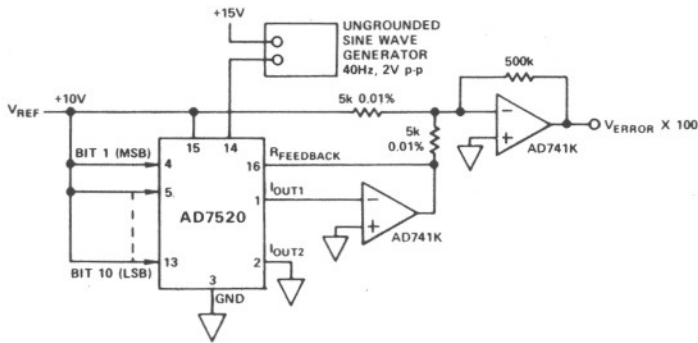 +15V
UNGROUNDED
SINE WAVE
GENERATOR
40Hz, 2V p-p
500k
+10V
VREF
5k 0.01%
VERROR X 100
5k
0.01%
AD741K
15
14
BIT 1 (MSB)
4
RFEEDBACK
16
5
IOUT1
1
AD7520
AD741K
BIT 10 (LSB)
13
IOUT2
2
3
GND